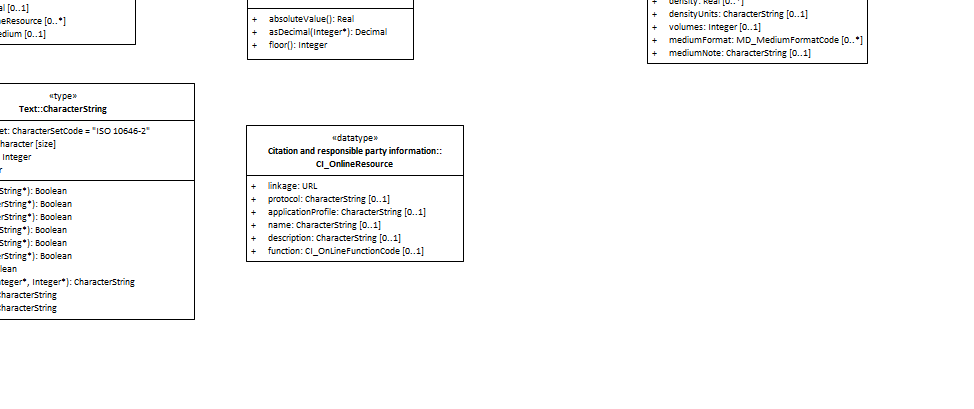 al [0..1]
eResource [0..*]
edium [0..1]
+ absoluteValue(): Real
+ asDecimal(Integer*): Decimal
+ floor(): Integer
density: Real [0..*]
+ densityUnits: CharacterString [0..1]
+ volumes: Integer [0..1]
+ mediumFormat: MD_MediumFormatCode [0..*]
+ mediumNote: CharacterString [0..1]
«type»
Text::CharacterString
et: CharacterSetCode = "ISO 10646-2"
haracter [size]
Integer
r
String*): Boolean
rString*): Boolean
rString*): Boolean
String*): Boolean
String*): Boolean
erString*): Boolean
lean
teger*, Integer*): CharacterString
haracterString
haracterString
«datatype»
Citation and responsible party information::
CI_OnlineResource
+ linkage: URL
+ protocol: CharacterString [0..1]
+ applicationProfile: CharacterString [0..1]
+ name: CharacterString [0..1]
+ description: CharacterString [0..1]
+ function: CI_OnLineFunctionCode [0..1]